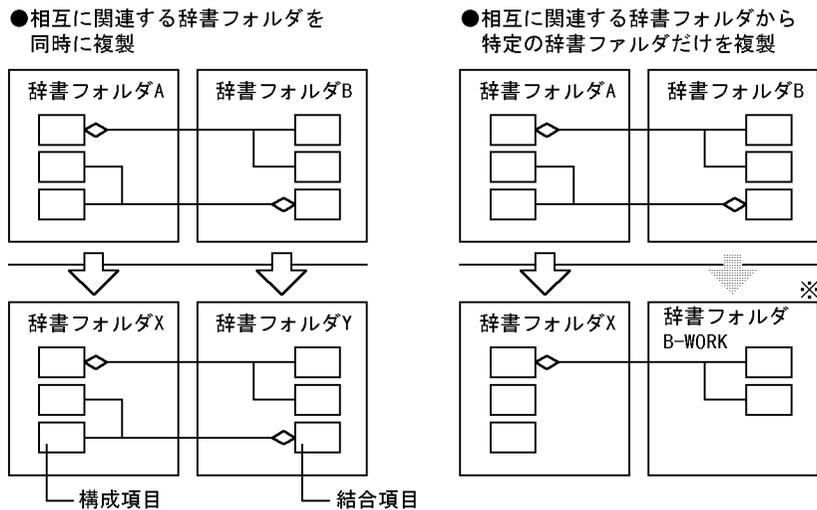 ●相互に関連する辞書フォルダを
同時に複製
辞書フォルダA
辞書フォルダB
辞書フォルダX
辞書フォルダY
構成項目
結合項目
●相互に関連する辞書フォルダから
特定の辞書ファルダだけを複製
辞書フォルダA
辞書フォルダB
※
辞書フォルダX
辞書フォルダ
B-WORK